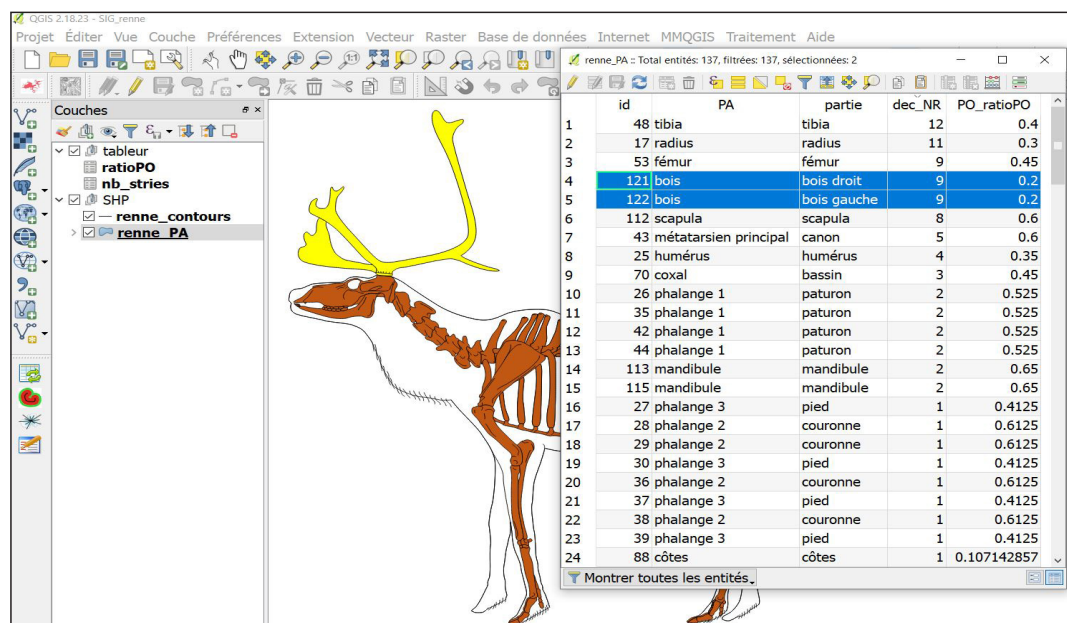 QGIS 2.18.23 - SIG_renne
Projet Éditer Vue Couche Préférences Extension Vecteur Raster Base de données Internet MMQGIS Traitement Aide
Couches
tableur
ratioPO
nb_stries
SHP
renne_contours
renne_PA
renne_PA :: Total entités: 137, filtrées: 137, sélectionnées: 2
id PA partie dec_NR PO_ratioPO
1 48 tibia tibia 12 0.4
2 17 radius radius 11 0.3
3 53 fémur fémur 9 0.45
4 121 bois bois droit 9 0.2
5 122 bois bois gauche 9 0.2
6 112 scapula scapula 8 0.6
7 43 métatarsien principal canon 5 0.6
8 25 humérus humérus 4 0.35
9 70 coxal bassin 3 0.45
10 26 phalange 1 paturon 2 0.525
11 35 phalange 1 paturon 2 0.525
12 42 phalange 1 paturon 2 0.525
13 44 phalange 1 paturon 2 0.525
14 113 mandibule mandibule 2 0.65
15 115 mandibule mandibule 2 0.65
16 27 phalange 3 pied 1 0.4125
17 28 phalange 2 couronne 1 0.6125
18 29 phalange 2 couronne 1 0.6125
19 30 phalange 3 pied 1 0.4125
20 36 phalange 2 couronne 1 0.6125
21 37 phalange 3 pied 1 0.4125
22 38 phalange 2 couronne 1 0.6125
23 39 phalange 3 pied 1 0.4125
24 88 côtes côtes 1 0.107142857
Montrer toutes les entités